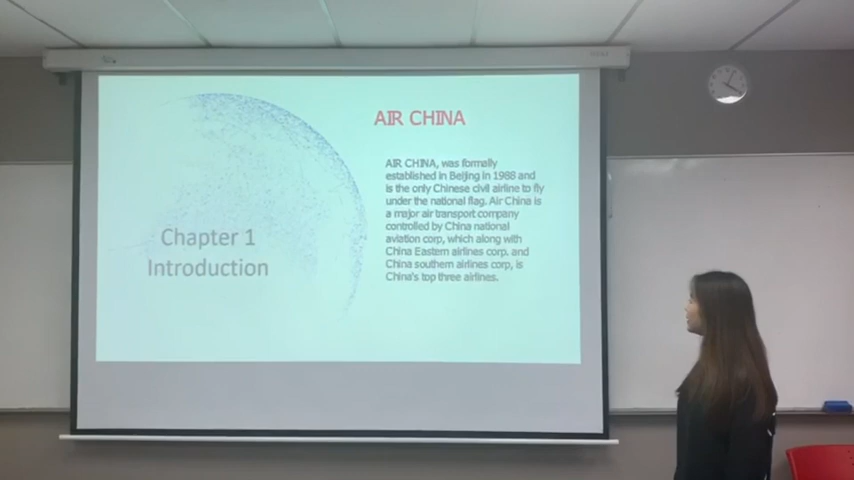 Chapter 1
Introduction
AIR CHINA
AIR CHINA, was formally
established in Beijing in 1988 and
is the only Chinese civil airline to fly
under the national flag. Air China is
a major air transport company
controlled by China national
aviation corp, which along with
China Eastern airlines corp. and
China southern airlines corp, is
China's top three airlines.